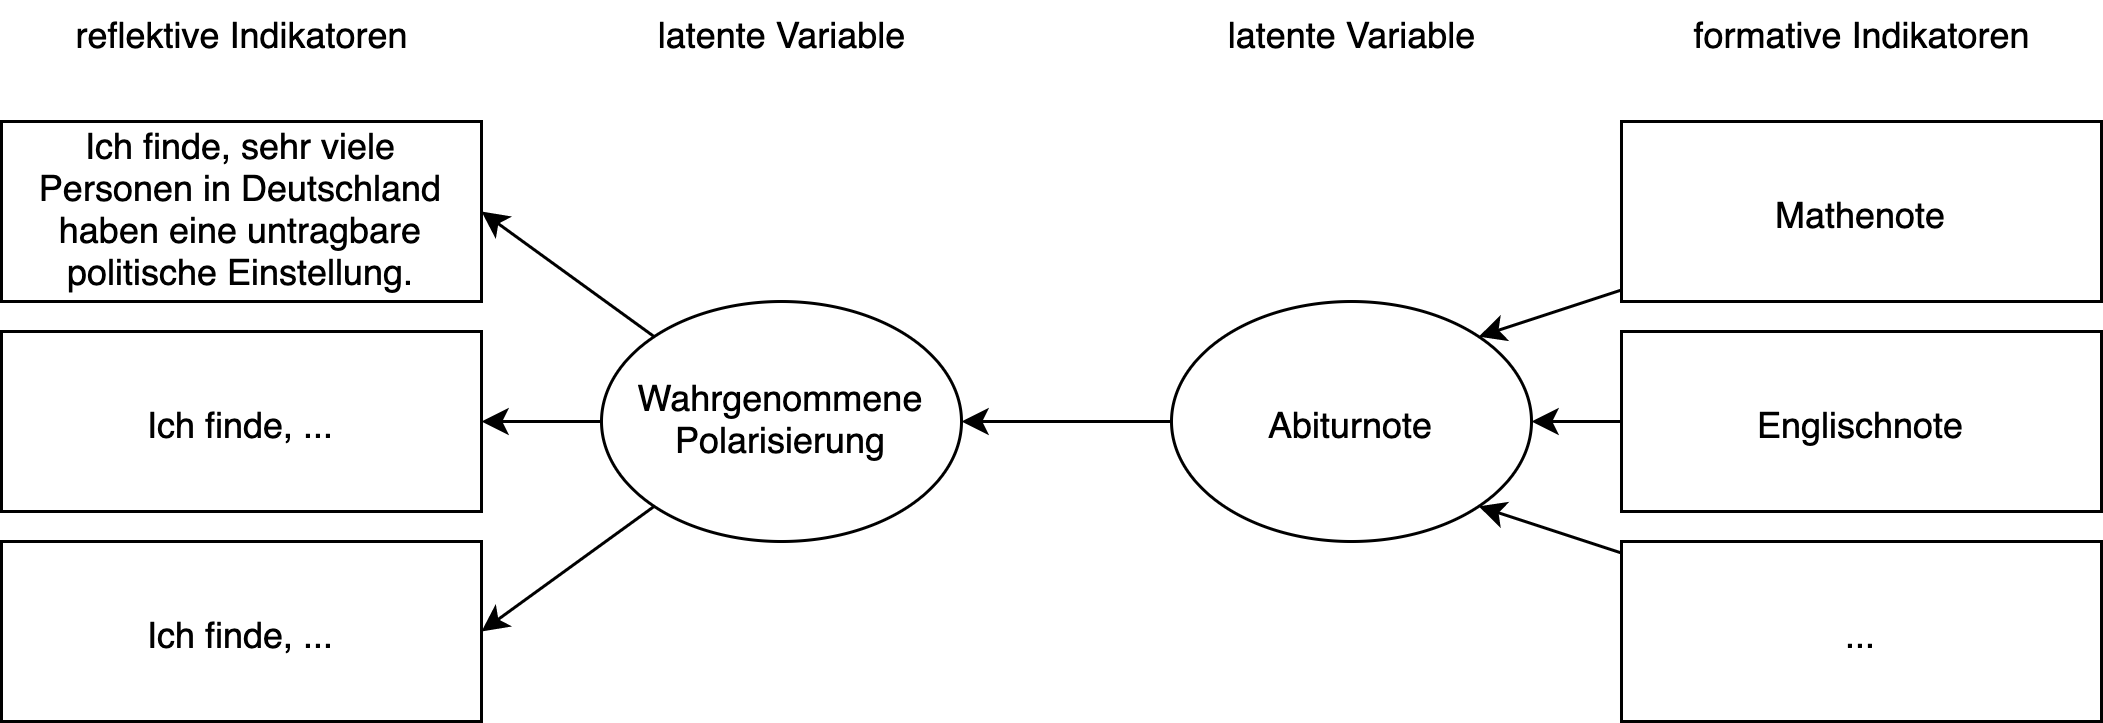 reflektive Indikatoren
latente Variable
latente Variable
formative Indikatoren
Ich finde, sehr viele
Personen in Deutschland
haben eine untragbare
politische Einstellung.
Ich finde, ...
Ich finde, ...
Wahrgenommene
Polarisierung
Abiturnote
Mathenote
Englischnote
...